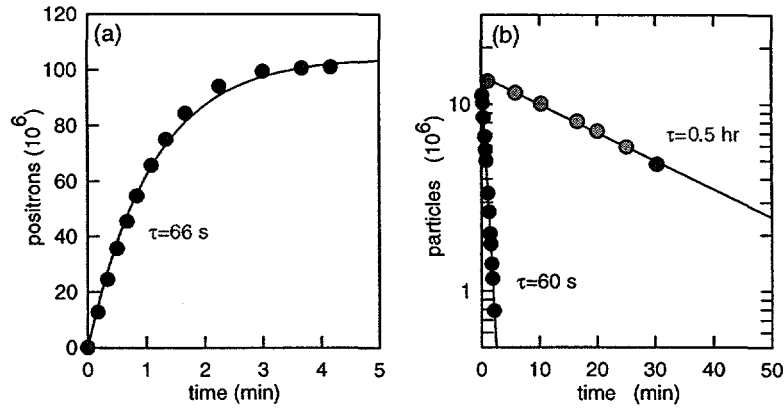 (a)
120
100
80
60
40
20
0
positrons (10^6)
τ=66 s
0 1 2 3 4 5
time (min)
(b)
10
1
particles (10^6)
τ=0.5 hr
τ=60 s
0 10 20 30 40 50
time (min)